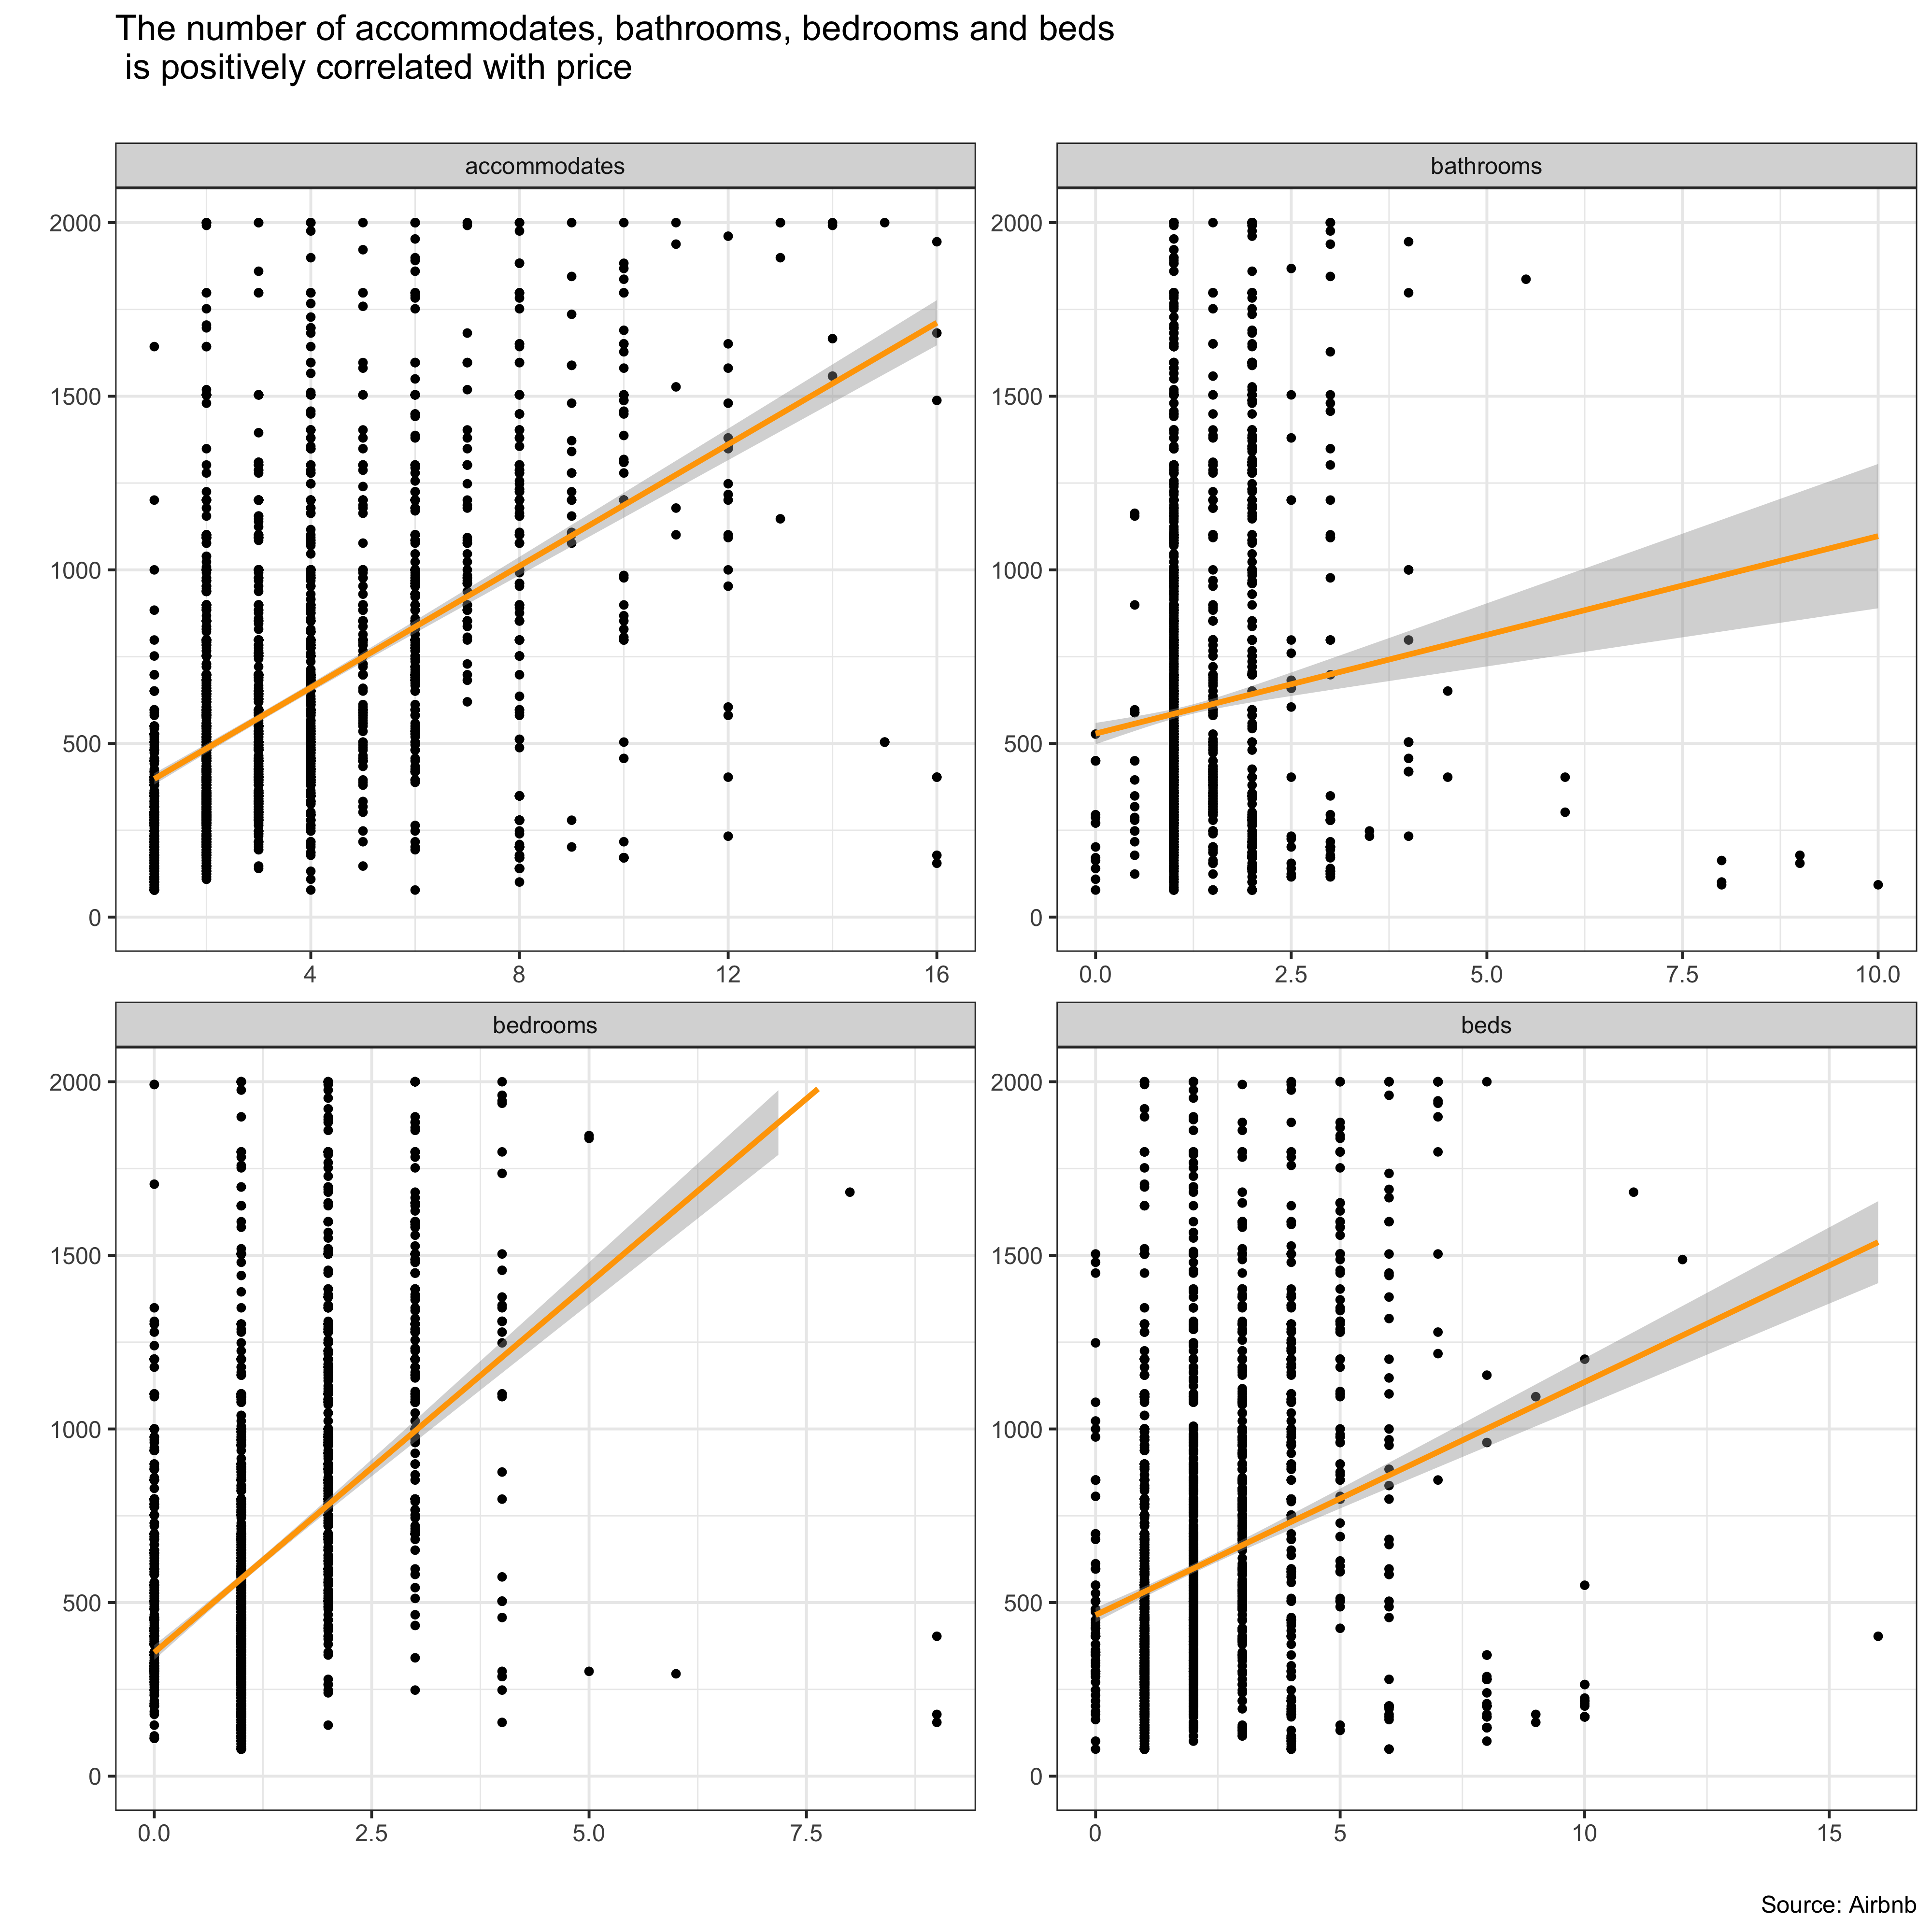 The number of accommodates, bathrooms, bedrooms and beds
is positively correlated with price
accommodates
2000
1500
1000
500
0
4 8 12 16
bathrooms
2000
1500
1000
500
0
0.0 2.5 5.0 7.5 10.0
bedrooms
2000
1500
1000
500
0
0.0 2.5 5.0 7.5
beds
2000
1500
1000
500
0
0 5 10 15
Source: Airbnb